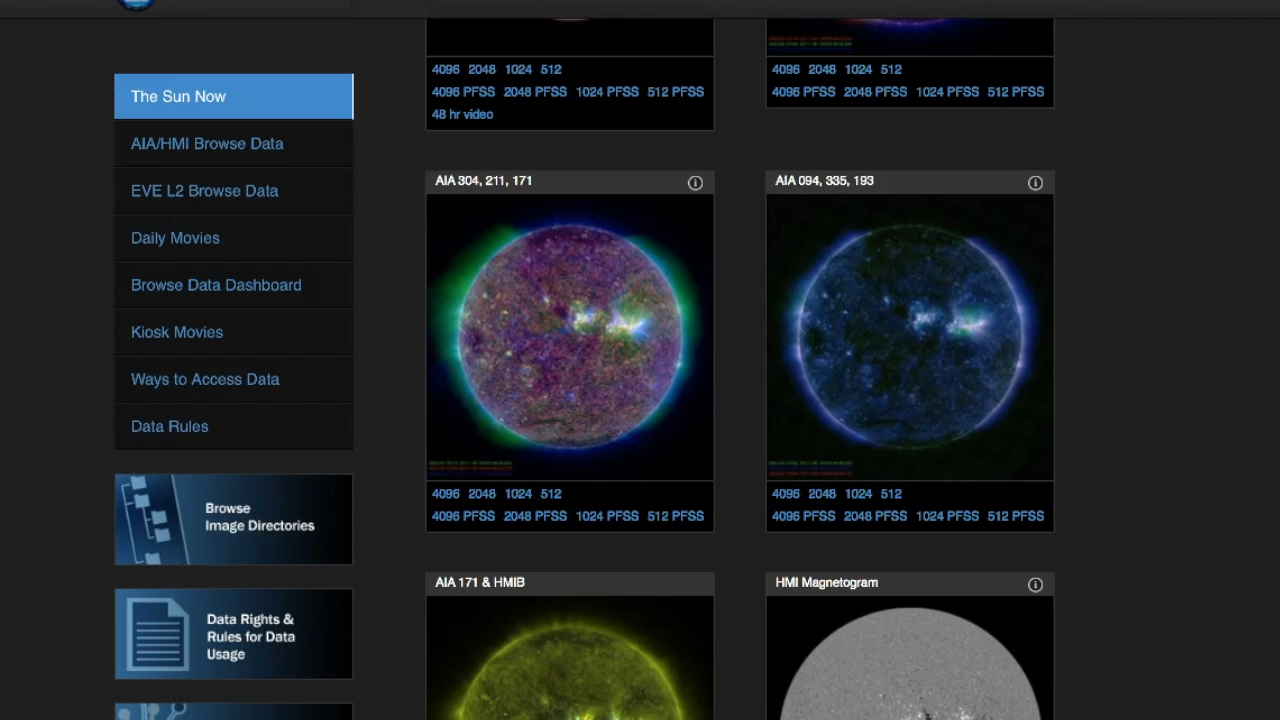 4096 2048 1024 512
4096 PFSS 2048 PFSS 1024 PFSS 512 PFSS
48 hr video
4096 2048 1024 512
4096 PFSS 2048 PFSS 1024 PFSS 512 PFSS
The Sun Now
AIA/HMI Browse Data
EVE L2 Browse Data
Daily Movies
Browse Data Dashboard
Kiosk Movies
Ways to Access Data
Data Rules
Browse
Image Directories
Data Rights &
Rules for Data
Usage
AIA 304, 211, 171
4096 2048 1024 512
4096 PFSS 2048 PFSS 1024 PFSS 512 PFSS
AIA 094, 335, 193
4096 2048 1024 512
4096 PFSS 2048 PFSS 1024 PFSS 512 PFSS
AIA 171 & HMIB
HMI Magnetogram